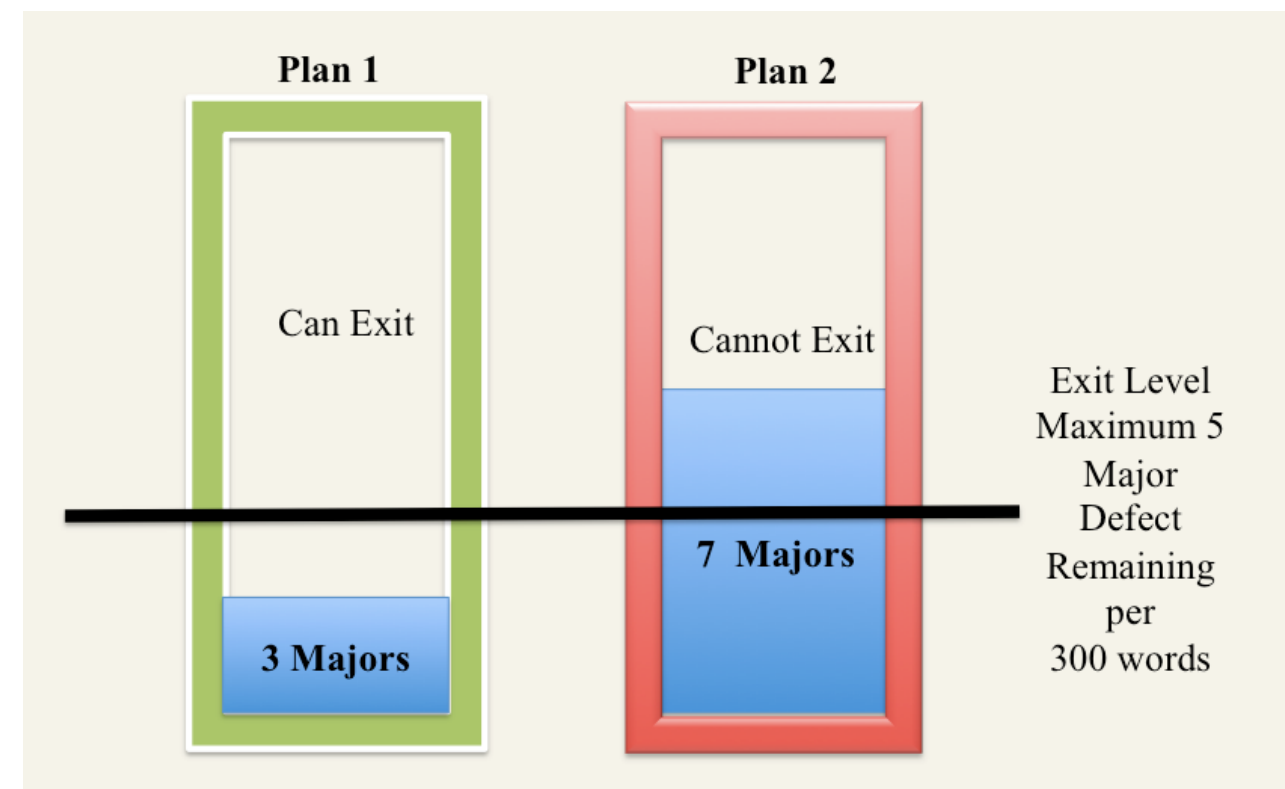 Plan 1
Plan 2
Can Exit
Cannot Exit
3 Majors
7 Majors
Exit Level
Maximum 5
Major
Defect
Remaining
per
300 words